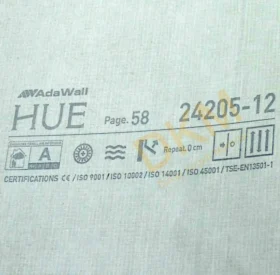 AdaWall
HUE Page. 58 24205-12
A Repeat. 0 cm
CERTIFICATIONS CE / ISO 9001 / ISO 10002 / ISO 14001 / ISO 45001 / TSE-EN13501-1